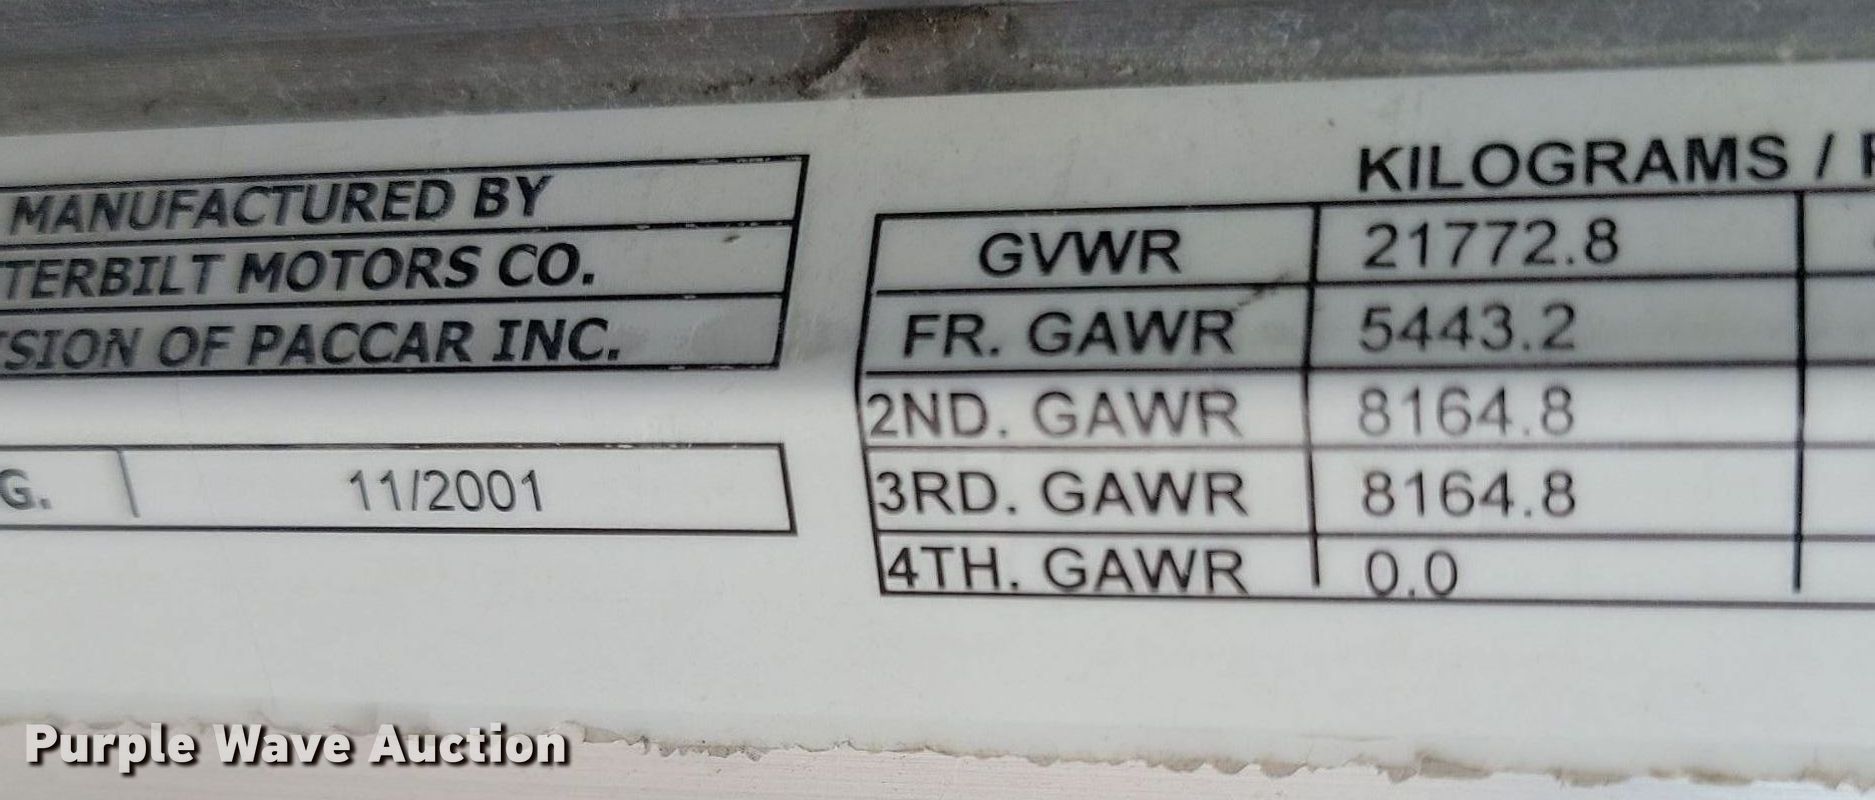 MANUFACTURED BY
TERBILT MOTORS CO.
SION OF PACCAR INC.
G. 11/2001
KILOGRAMS /
GVWR 21772.8
FR. GAWR 5443.2
2ND. GAWR 8164.8
3RD. GAWR 8164.8
4TH. GAWR 0.0
Purple Wave Auction